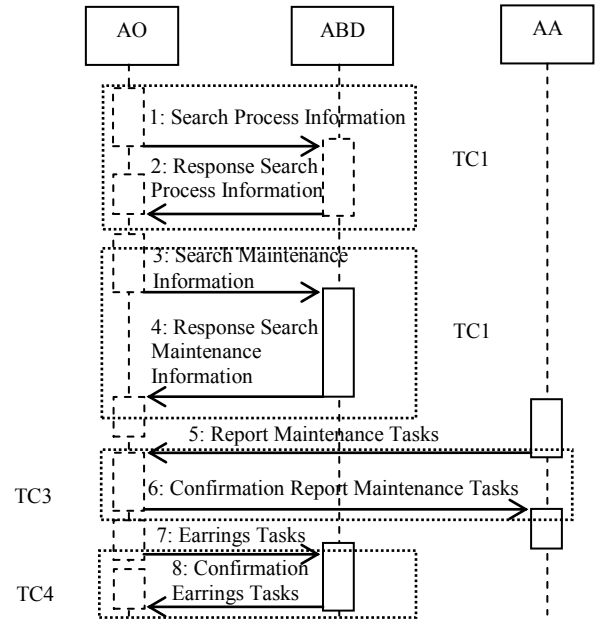 AO
ABD
AA
1: Search Process Information
2: Response Search
Process Information
TC1
3: Search Maintenance
Information
4: Response Search
Maintenance
Information
TC1
5: Report Maintenance Tasks
TC3
6: Confirmation Report Maintenance Tasks
7: Earrings Tasks
8: Confirmation
Earrings Tasks
TC4